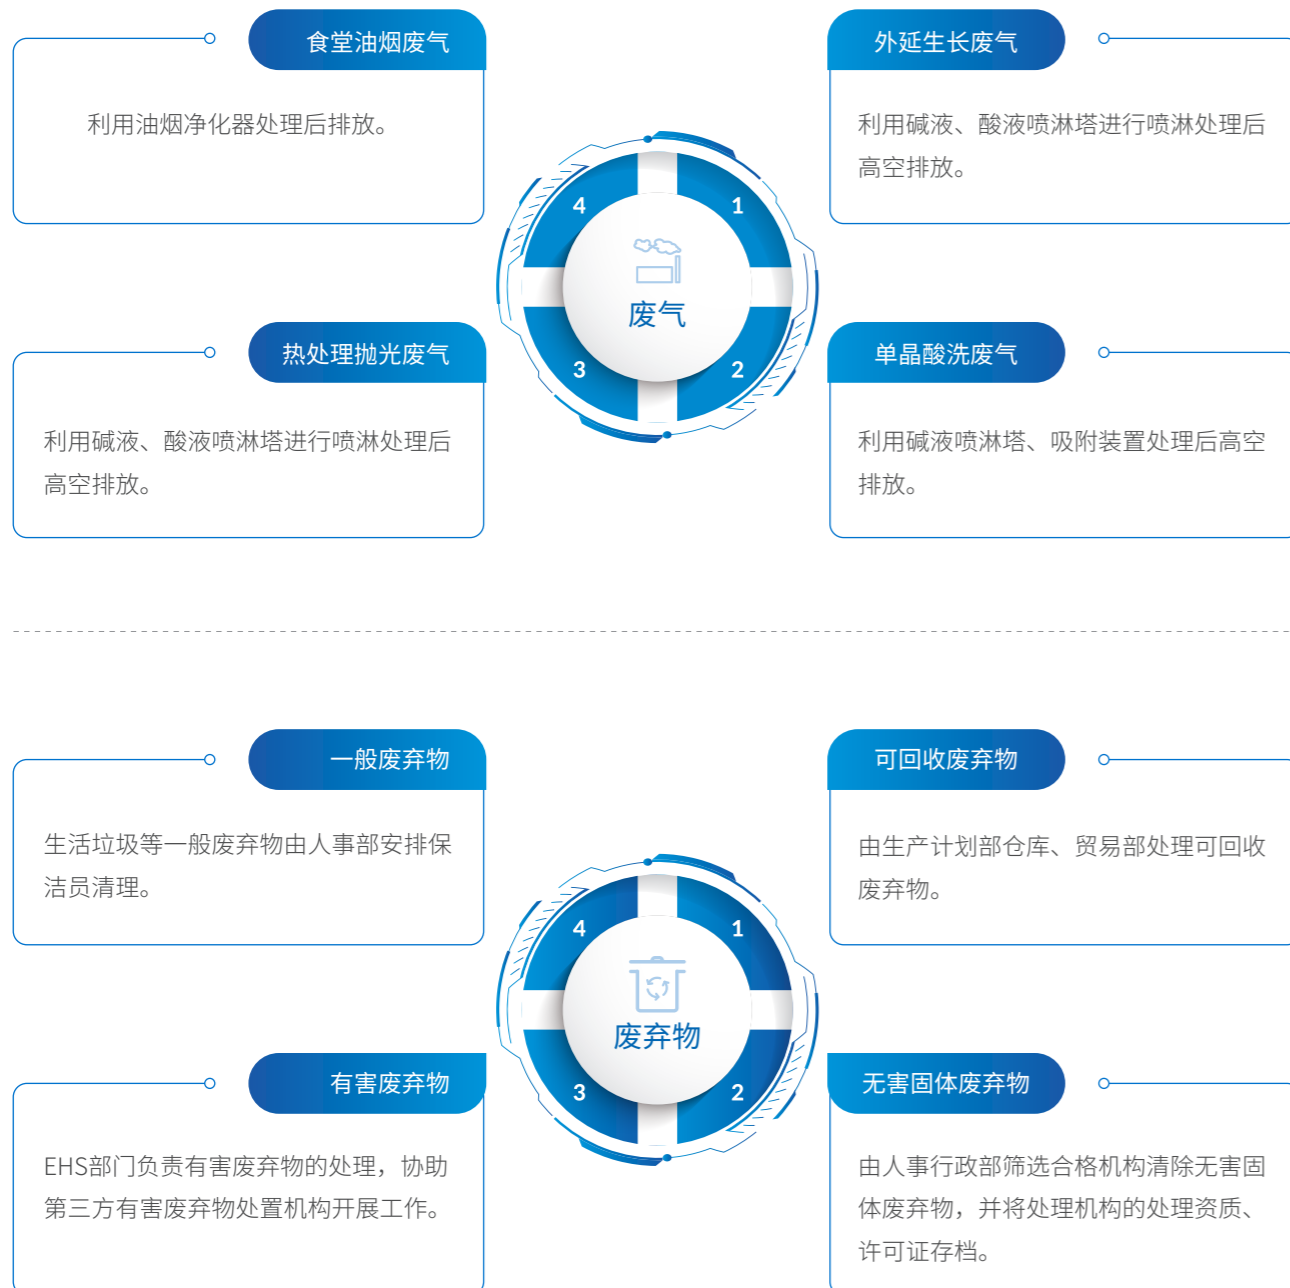 食堂油烟废气
利用油烟净化器处理后排放。
外延生长废气
利用碱液、酸液喷淋塔进行喷淋处理后
高空排放。
4
1
废气
3
2
热处理抛光废气
利用碱液、酸液喷淋塔进行喷淋处理后
高空排放。
单晶酸洗废气
利用碱液喷淋塔、吸附装置处理后高空
排放。
一般废弃物
生活垃圾等一般废弃物由人事部安排保
洁员清理。
可回收废弃物
由生产计划部仓库、贸易部处理可回收
废弃物。
4
1
废弃物
3
2
有害废弃物
EHS部门负责有害废弃物的处理，协助
第三方有害废弃物处置机构开展工作。
无害固体废弃物
由人事行政部筛选合格机构清除无害固
体废弃物，并将处理机构的处理资质、
许可证存档。